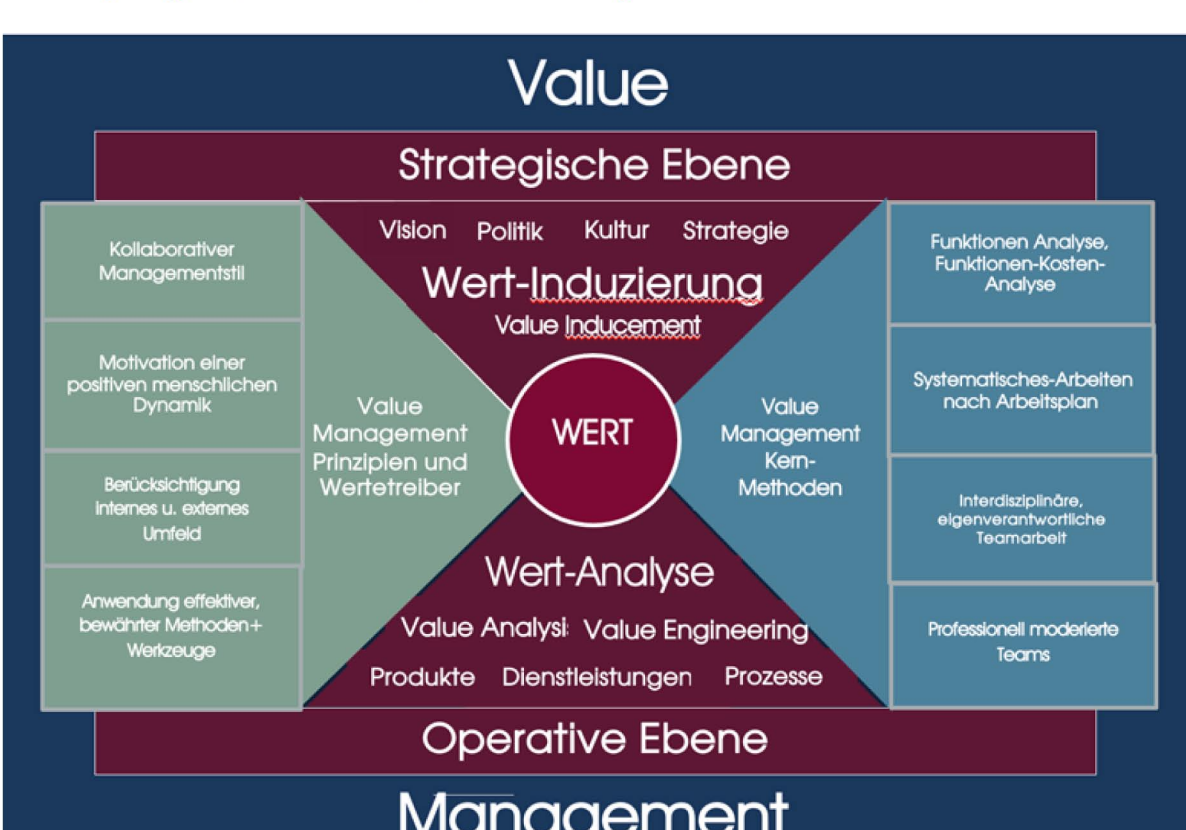 Value
Strategische Ebene
Vision Politik Kultur Strategie
Wert-Induzierung
Value Inducement
Kollaborativer
Managementstil
Motivation einer
positiven menschlichen
Dynamik
Berücksichtigung
internes u. externes
Umfeld
Anwendung effektiver,
bewährter Methoden+
Werkzeuge
Value
Management
Prinzipien und
Wertetreiber
WERT
Value
Management
Kern-
Methoden
Funktionen Analyse,
Funktionen-Kosten-
Analyse
Systematisches-Arbeiten
nach Arbeitsplan
Interdisziplinäre,
eigenverantwortliche
Teamarbeit
Professionell moderierte
Teams
Wert-Analyse
Value Analysi Value Engineering
Produkte Dienstleistungen Prozesse
Operative Ebene
Management